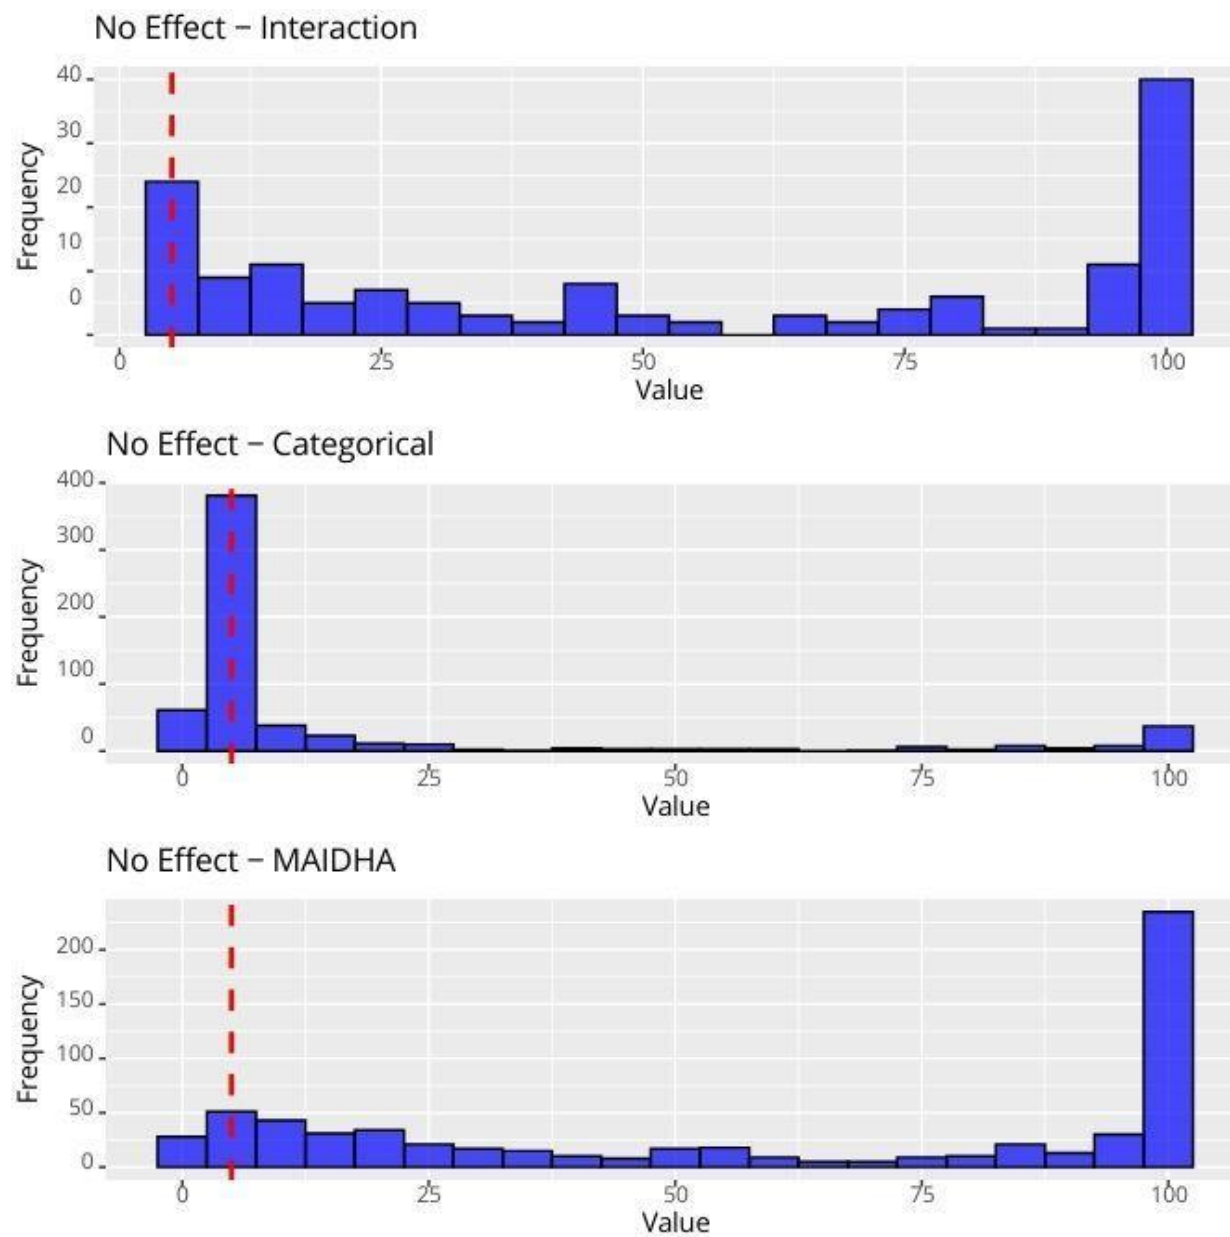 No Effect – Interaction
40
30
20
10
0
Frequency
0 25 50 75 100
Value
No Effect – Categorical
400
300
200
100
0
Frequency
0 25 50 75 100
Value
No Effect – MAIDHA
200
150
100
50
0
Frequency
0 25 50 75 100
Value